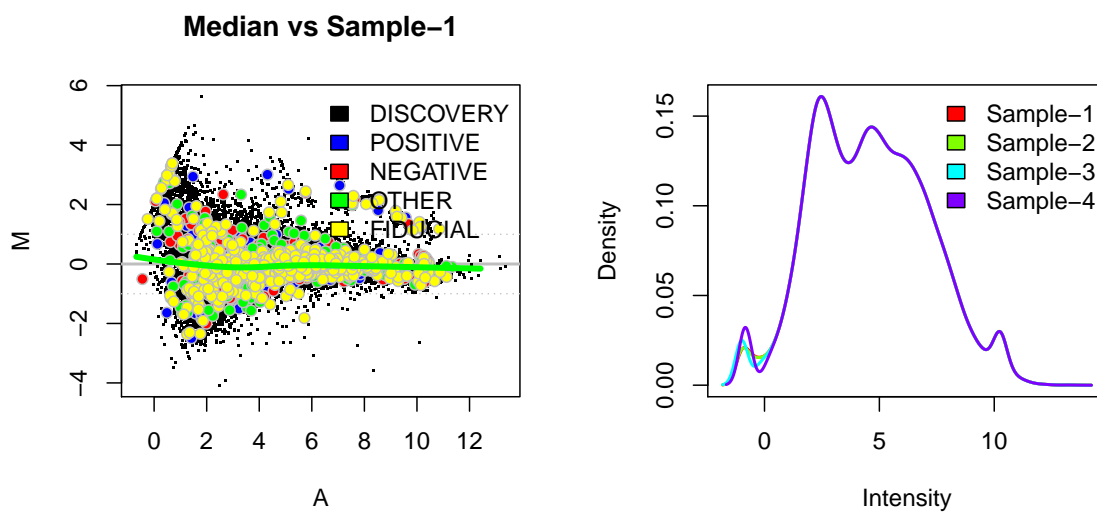 Median vs Sample−1
M
6
4
2
0
−2
−4
DISCOVERY
POSITIVE
NEGATIVE
OTHER
FIDUCIAL
0 2 4 6 8 10 12
A
Density
0.15
0.10
0.05
0.00
Sample−1
Sample−2
Sample−3
Sample−4
0 5 10
Intensity